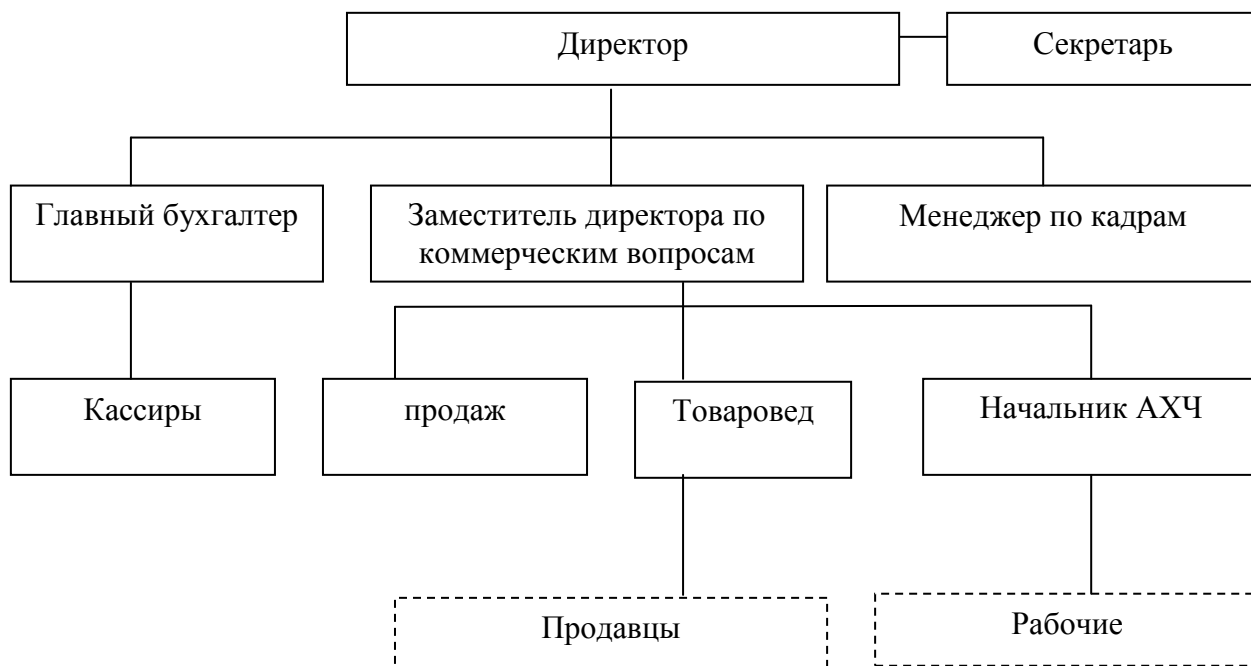 Директор
Секретарь
Главный бухгалтер
Заместитель директора по
коммерческим вопросам
Менеджер по кадрам
Кассиры
продаж
Товаровед
Начальник АХЧ
Продавцы
Рабочие